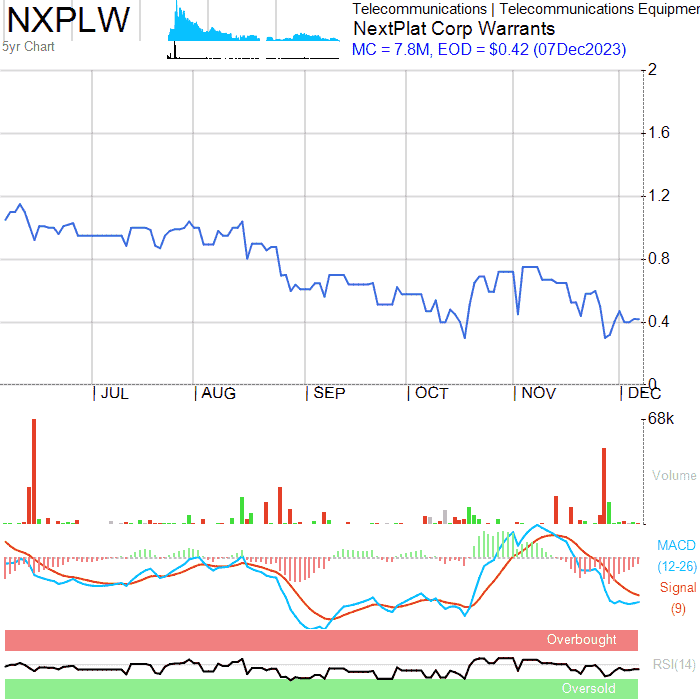 NXPLW
Telecommunications | Telecommunications Equipmen
5yr Chart
NextPlat Corp Warrants
MC = 7.8M, EOD = $0.42 (07Dec2023)
2
1.6
1.2
0.8
0.4
0
JUL
AUG
SEP
OCT
NOV
DEC
68k
Volume
MACD
(12-26)
Signal
(9)
Overbought
RSI(14)
Oversold